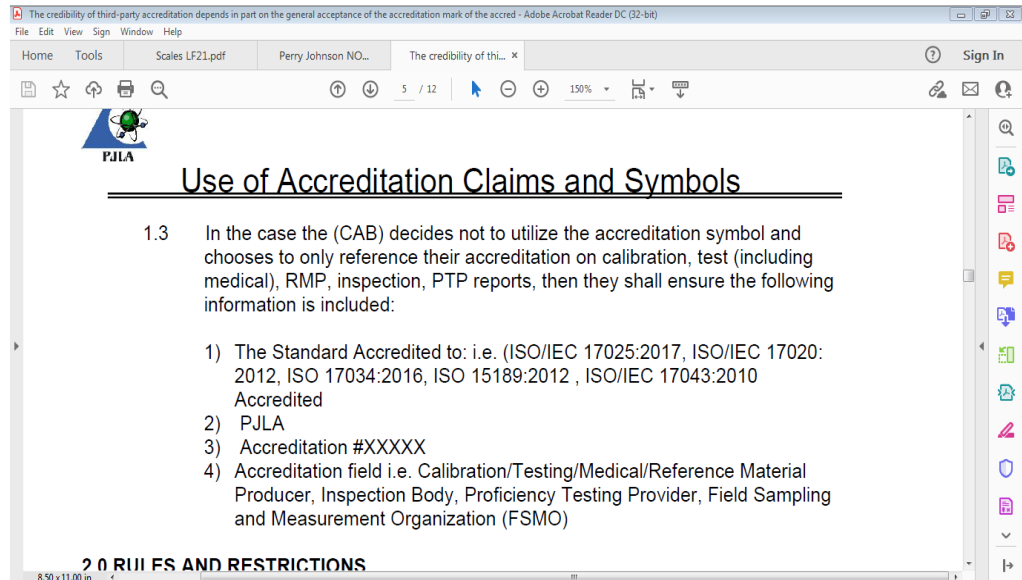 The credibility of third-party accreditation depends in part on the general acceptance of the accreditation mark of the accred - Adobe Acrobat Reader DC (32-bit)
File Edit View Sign Window Help
Home Tools Scales LF21.pdf Perry Johnson NO... The credibility of thi... × Sign In
5 / 12 150%
PJLA
Use of Accreditation Claims and Symbols
1.3 In the case the (CAB) decides not to utilize the accreditation symbol and
chooses to only reference their accreditation on calibration, test (including
medical), RMP, inspection, PTP reports, then they shall ensure the following
information is included:
1) The Standard Accredited to: i.e. (ISO/IEC 17025:2017, ISO/IEC 17020:
2012, ISO 17034:2016, ISO 15189:2012 , ISO/IEC 17043:2010
Accredited
2) PJLA
3) Accreditation #XXXXX
4) Accreditation field i.e. Calibration/Testing/Medical/Reference Material
Producer, Inspection Body, Proficiency Testing Provider, Field Sampling
and Measurement Organization (FSMO)
2.0 RULES AND RESTRICTIONS
8.50 x 11.00 in